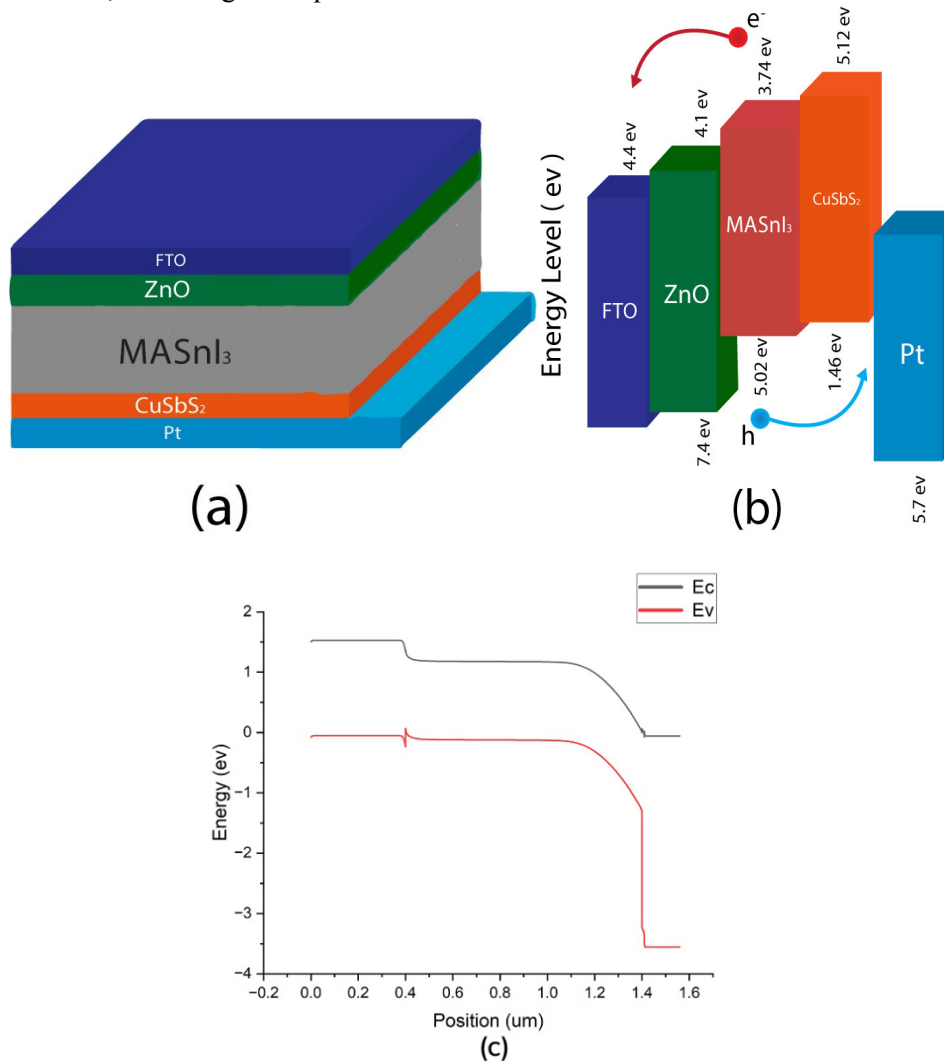 FTO
ZnO
MASnI₃
CuSbS₂
Pt
(a)
Energy Level ( ev )
e⁻
4.4 ev
4.1 ev
3.74 ev
5.12 ev
FTO
ZnO
MASnI₃
CuSbS₂
Pt
7.4 ev
5.02 ev
1.46 ev
5.7 ev
h
(b)
Ec
Ev
Energy (ev)
2
1
0
−1
−2
−3
−4
−0.2 0.0 0.2 0.4 0.6 0.8 1.0 1.2 1.4 1.6
Position (um)
(c)